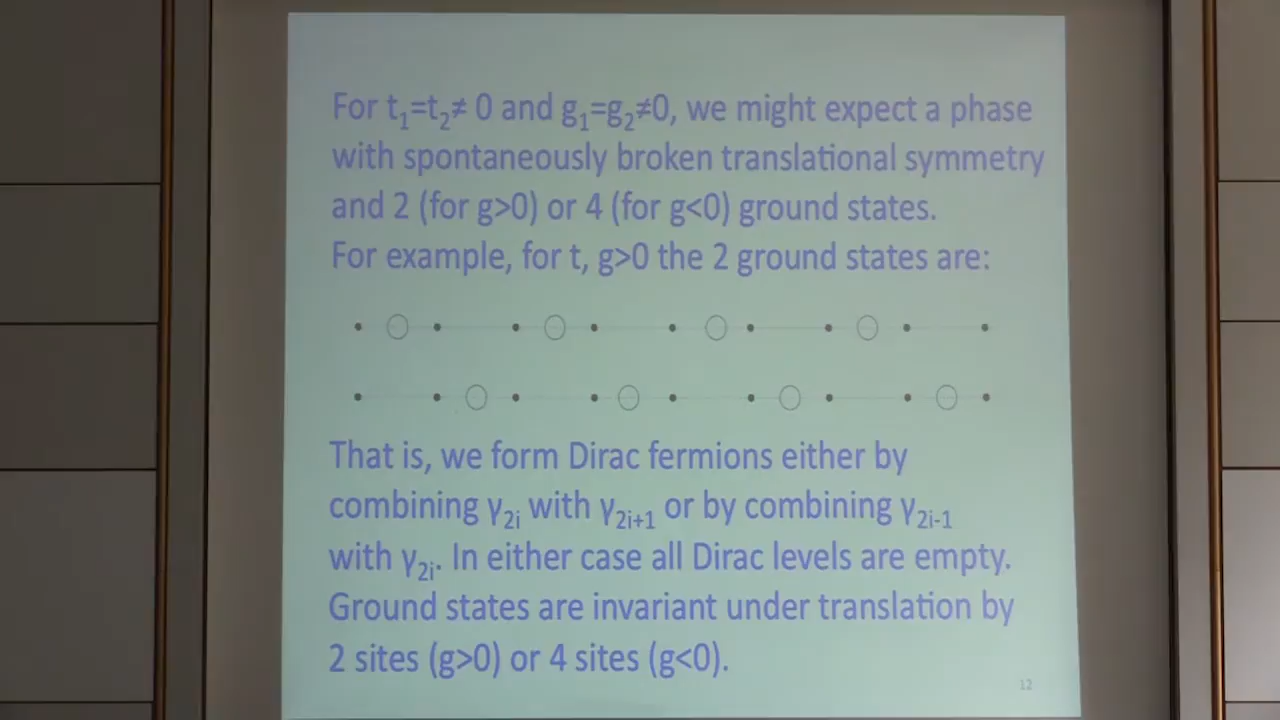 For t₁=t₂≠ 0 and g₁=g₂≠0, we might expect a phase
with spontaneously broken translational symmetry
and 2 (for g>0) or 4 (for g<0) ground states.
For example, for t, g>0 the 2 ground states are:
That is, we form Dirac fermions either by
combining γ₂ᵢ with γ₂ᵢ₊₁ or by combining γ₂ᵢ₋₁
with γ₂ᵢ. In either case all Dirac levels are empty.
Ground states are invariant under translation by
2 sites (g>0) or 4 sites (g<0).
12